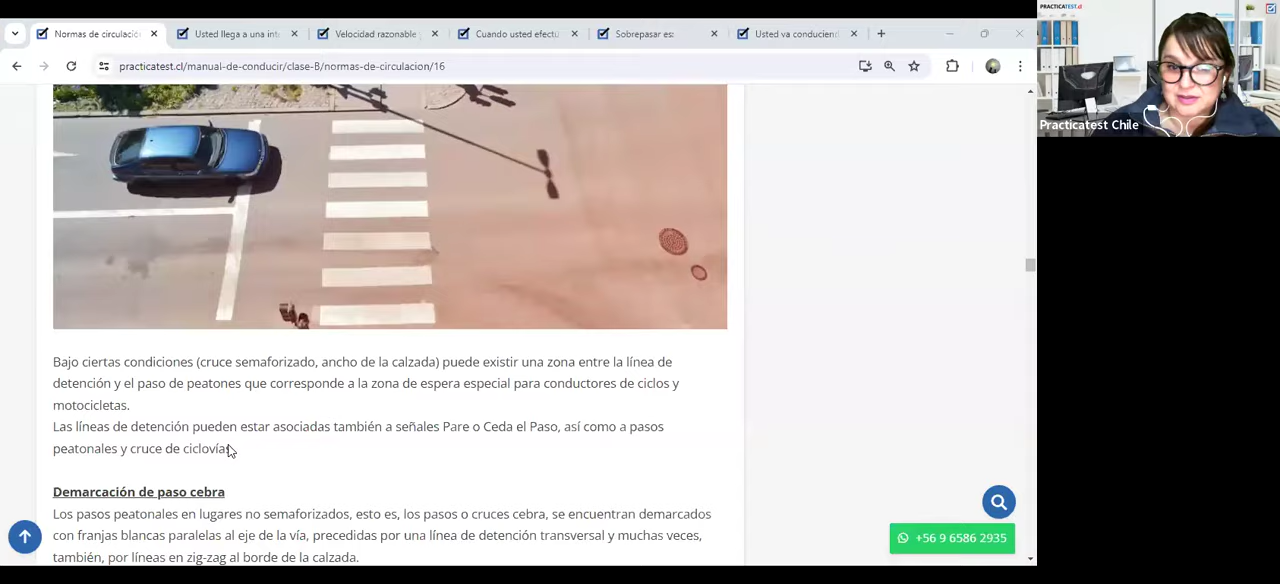 Normas de circulació
Usted llega a una inte
Velocidad razonable
Cuando usted efectú
Sobrepasar es:
Usted va conduciend
practicatest.cl/manual-de-conducir/clase-B/normas-de-circulacion/16
PRACTICATEST.cl
Practicatest Chile
Bajo ciertas condiciones (cruce semaforizado, ancho de la calzada) puede existir una zona entre la línea de
detención y el paso de peatones que corresponde a la zona de espera especial para conductores de ciclos y
motocicletas.
Las líneas de detención pueden estar asociadas también a señales Pare o Ceda el Paso, así como a pasos
peatonales y cruce de ciclovías.
Demarcación de paso cebra
Los pasos peatonales en lugares no semaforizados, esto es, los pasos o cruces cebra, se encuentran demarcados
con franjas blancas paralelas al eje de la vía, precedidas por una línea de detención transversal y muchas veces,
también, por líneas en zig-zag al borde de la calzada.
+56 9 6586 2935